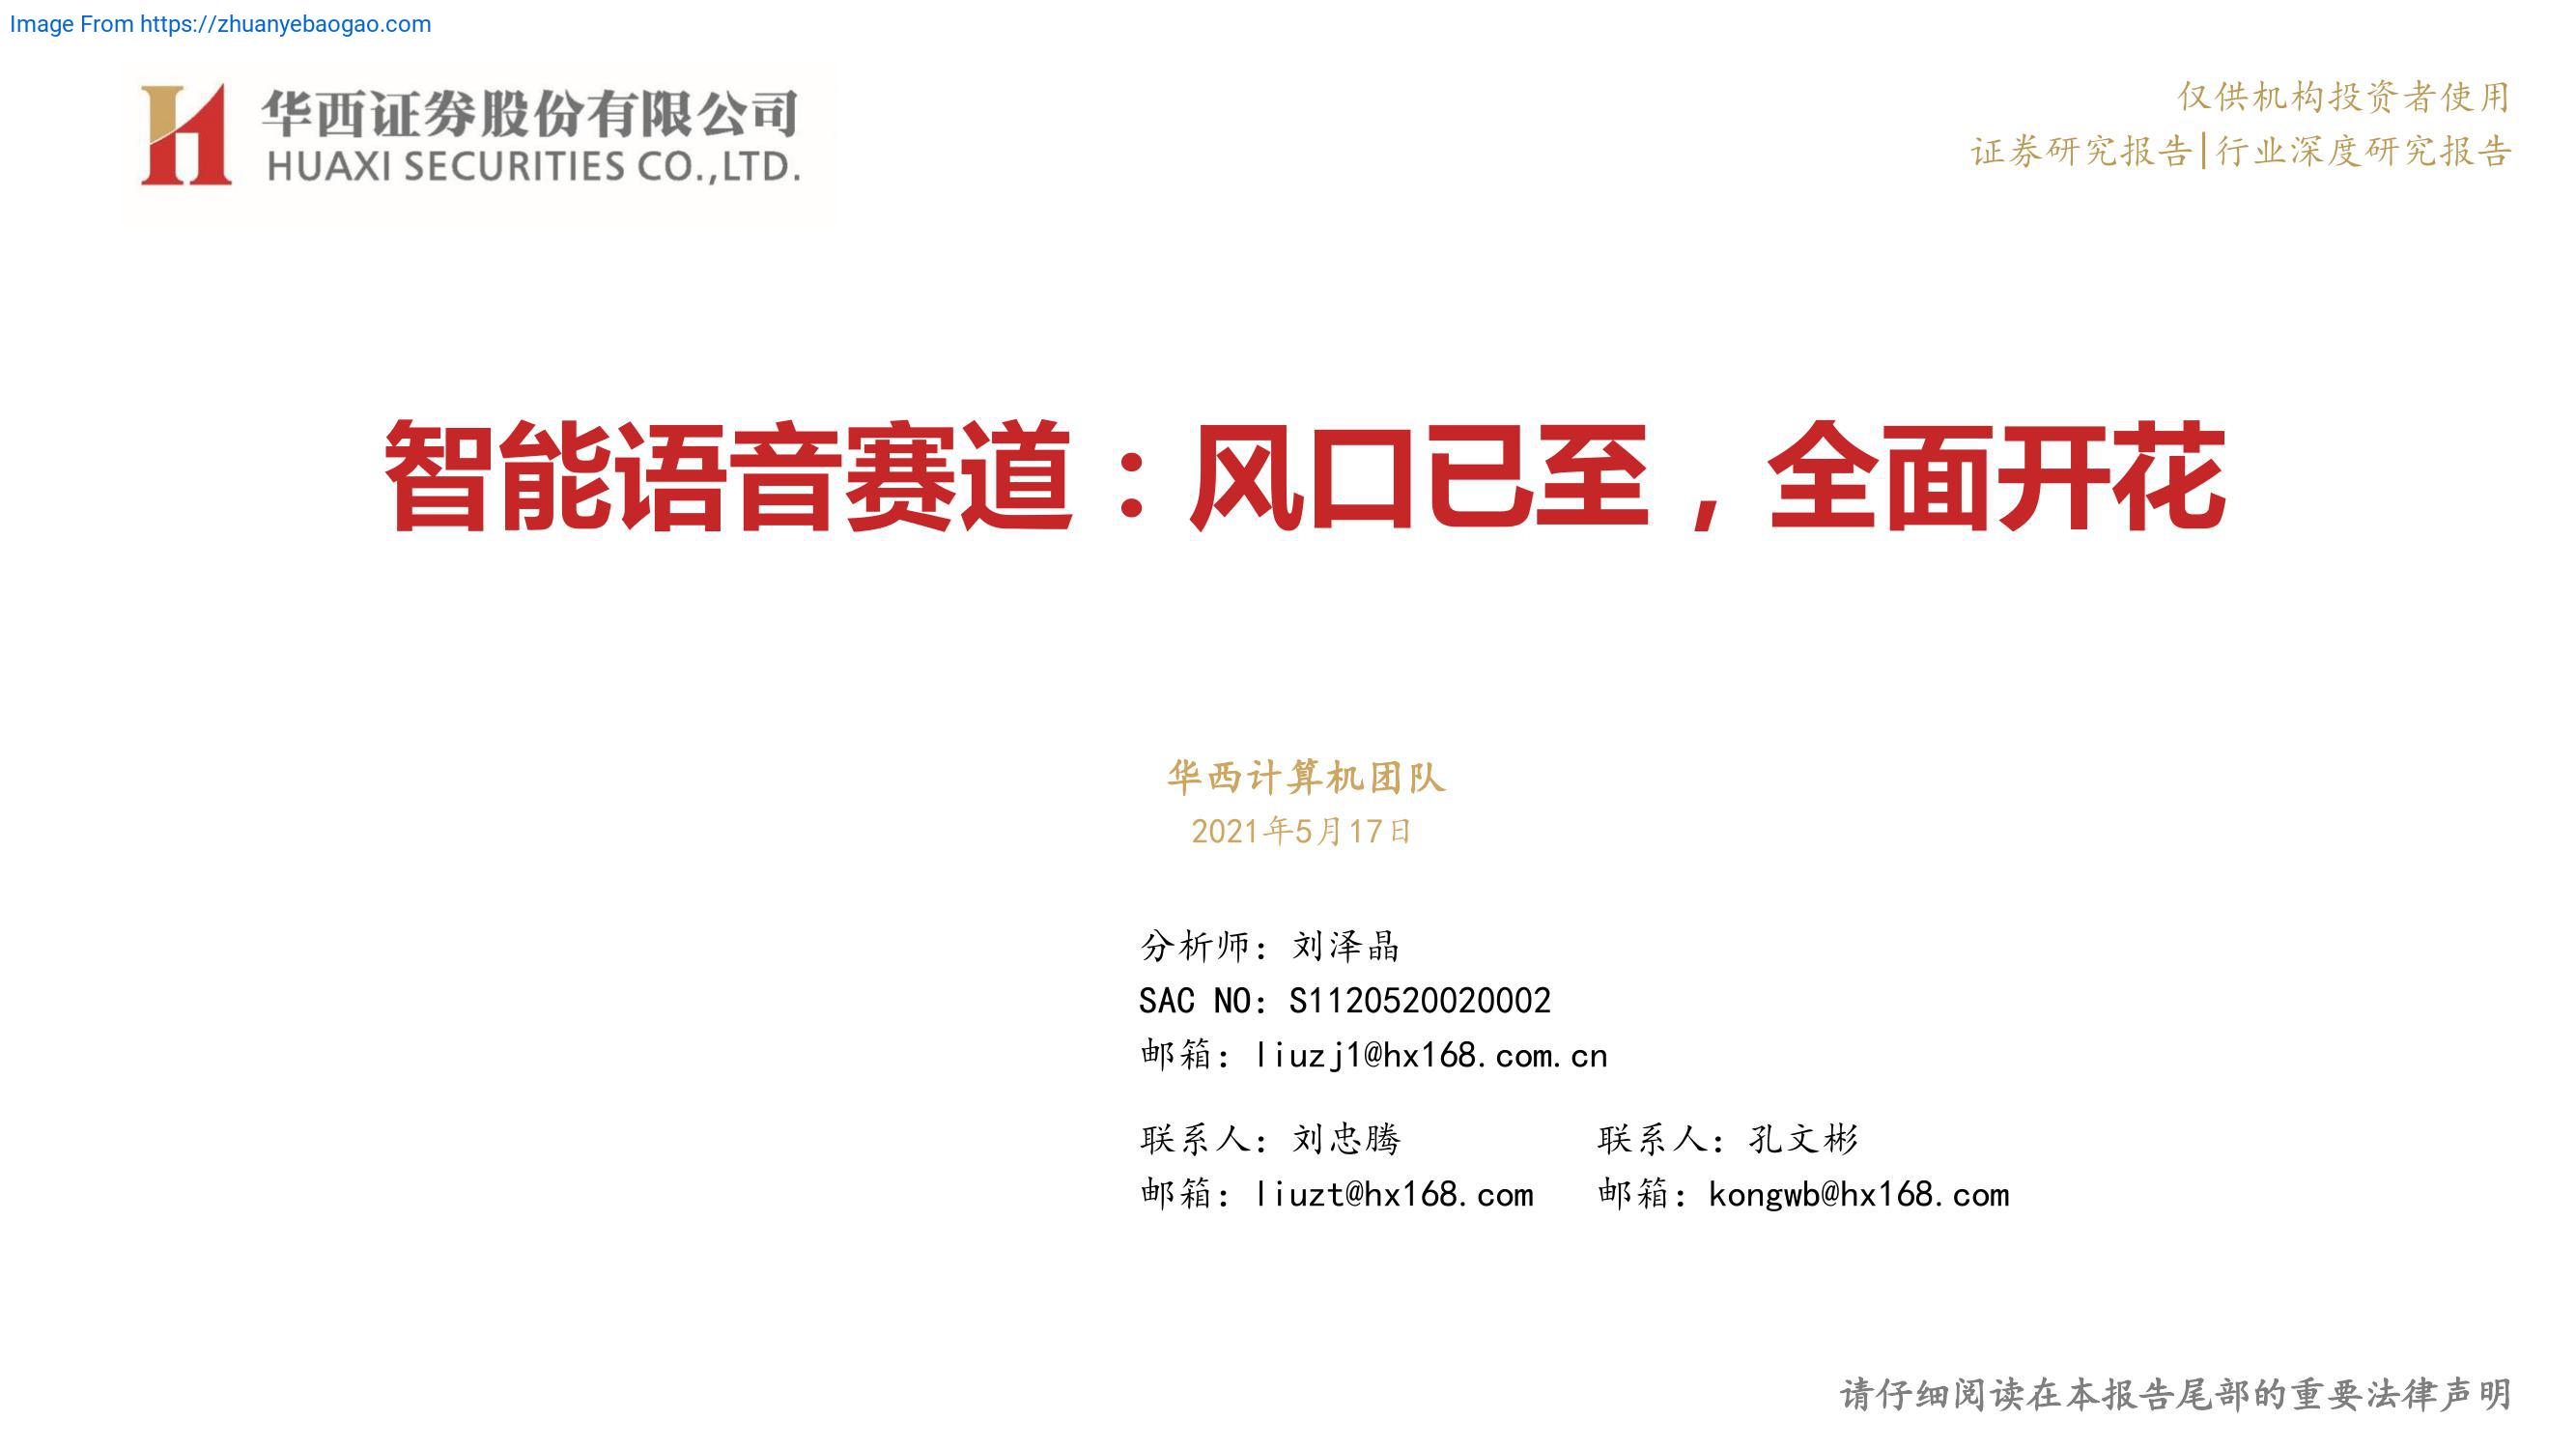 Image From https://zhuanyebaogao.com
华西证券股份有限公司
HUAXI SECURITIES CO.,LTD.
仅供机构投资者使用
证券研究报告|行业深度研究报告
智能语音赛道：风口已至，全面开花
华西计算机团队
2021年5月17日
分析师：刘泽晶
SAC NO：S1120520020002
邮箱：liuzj1@hx168.com.cn
联系人：刘忠腾 联系人：孔文彬
邮箱：liuzt@hx168.com 邮箱：kongwb@hx168.com
请仔细阅读在本报告尾部的重要法律声明